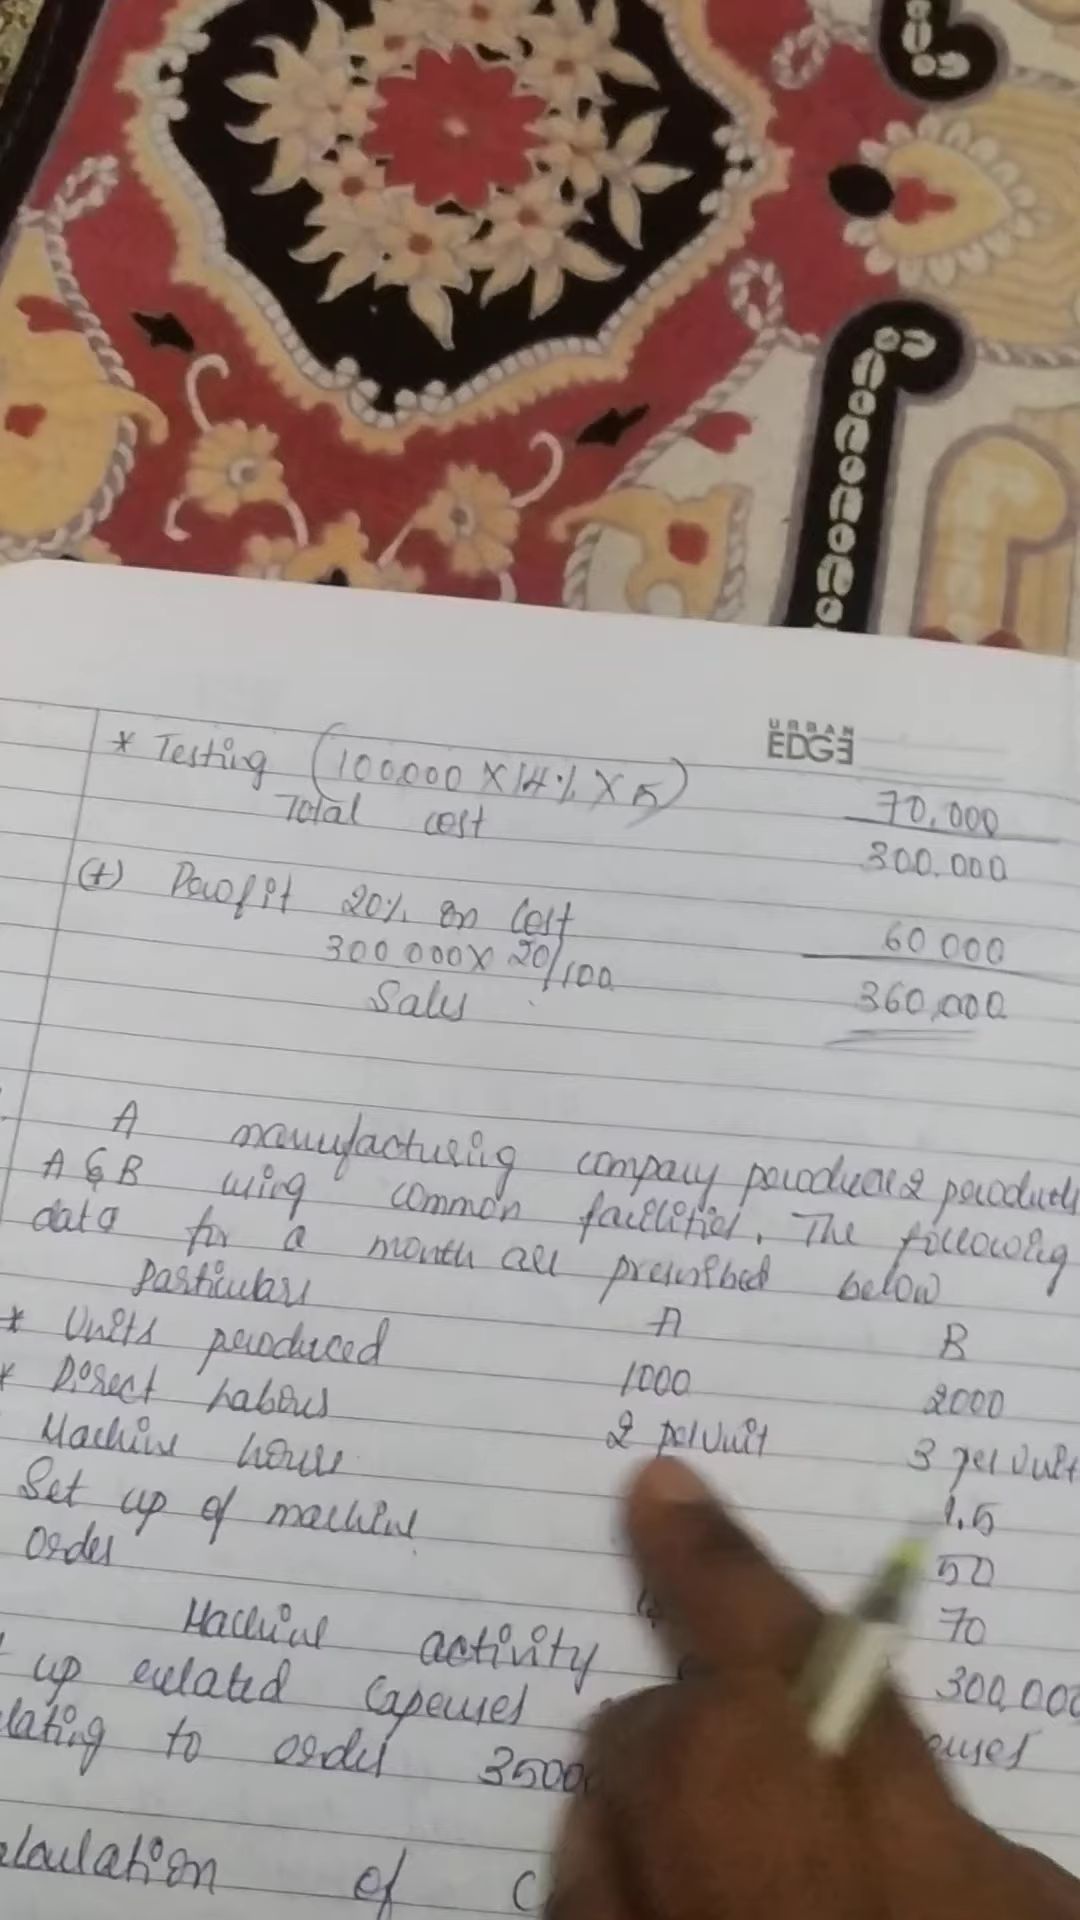 URBAN
EDGE
* Testing (100000 X 14% X 5) 70,000
Total cost 300.000
(+) Profit 20% on Cost 60 000
300 000 X 20/100
Sales 360,000
A manufacturing company produces 2 products
A & B using common facilities. The following
data for a month are prescribed below
Particulars A B
* Units produced 1000 2000
* Direct labour 2 per Unit 3 per Unit
Machine hours 1.5
Set up of machine 50
Order 70
Machine activity 300,000
up related expenses
lating to order 3500
of